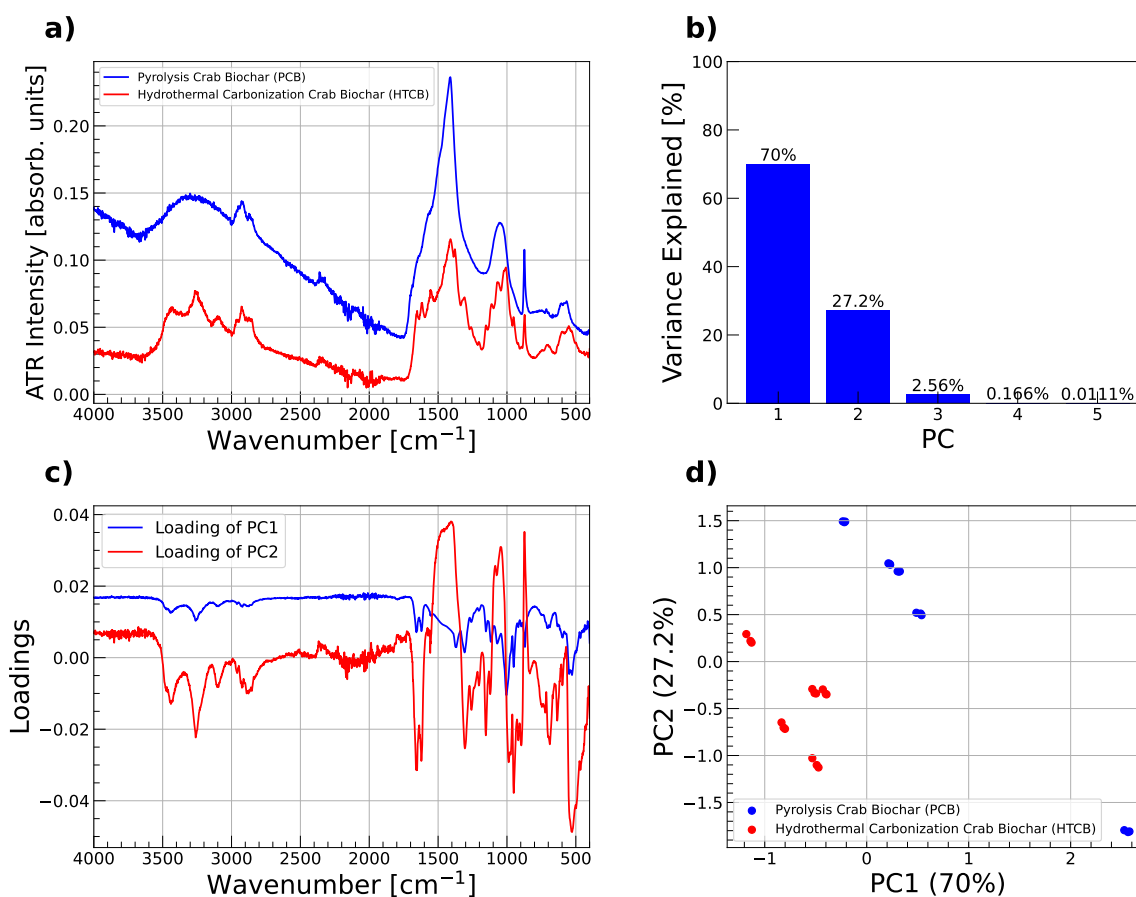 a)
Pyrolysis Crab Biochar (PCB)
Hydrothermal Carbonization Crab Biochar (HTCB)
ATR Intensity [absorb. units]
0.20
0.15
0.10
0.05
0.00
4000 3500 3000 2500 2000 1500 1000 500
Wavenumber [cm⁻¹]
b)
Variance Explained [%]
100
80
60
40
20
0
70%
27.2%
2.56%
0.166%
0.0111%
1 2 3 4 5
PC
c)
Loading of PC1
Loading of PC2
Loadings
0.04
0.02
0.00
−0.02
−0.04
4000 3500 3000 2500 2000 1500 1000 500
Wavenumber [cm⁻¹]
d)
PC2 (27.2%)
1.5
1.0
0.5
0.0
−0.5
−1.0
−1.5
Pyrolysis Crab Biochar (PCB)
Hydrothermal Carbonization Crab Biochar (HTCB)
−1 0 1 2
PC1 (70%)